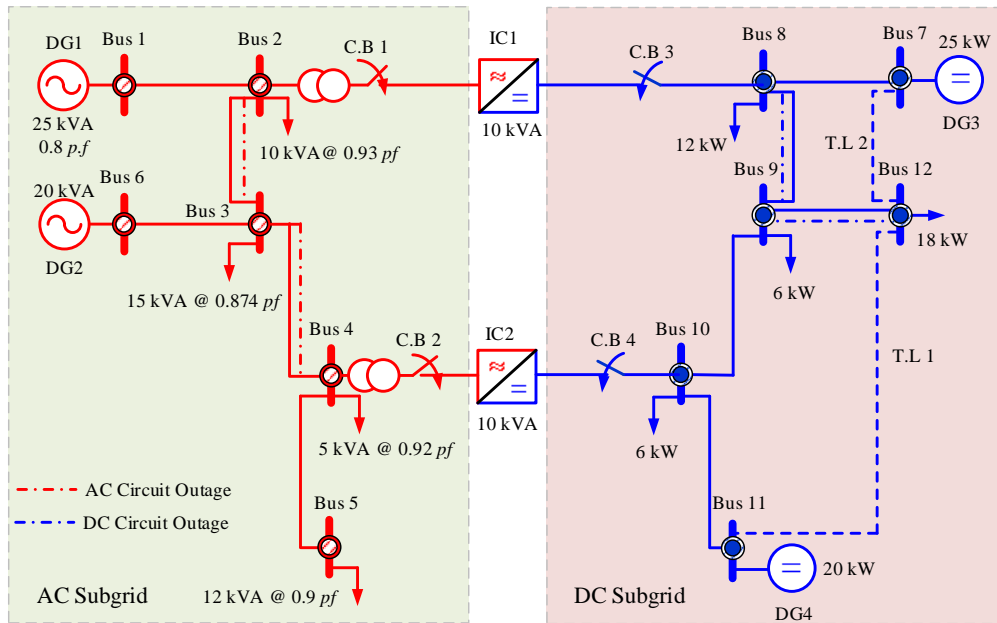 DG1
Bus 1
Bus 2
C.B 1
IC1
C.B 3
Bus 8
Bus 7
25 kW
25 kVA
0.8 p.f
10 kVA@ 0.93 pf
10 kVA
12 kW
T.L 2
DG3
20 kVA
Bus 6
Bus 3
Bus 9
Bus 12
DG2
18 kW
15 kVA @ 0.874 pf
6 kW
Bus 4
C.B 2
IC2
C.B 4
Bus 10
T.L 1
10 kVA
5 kVA @ 0.92 pf
6 kW
AC Circuit Outage
DC Circuit Outage
Bus 5
Bus 11
20 kW
AC Subgrid
12 kVA @ 0.9 pf
DC Subgrid
DG4